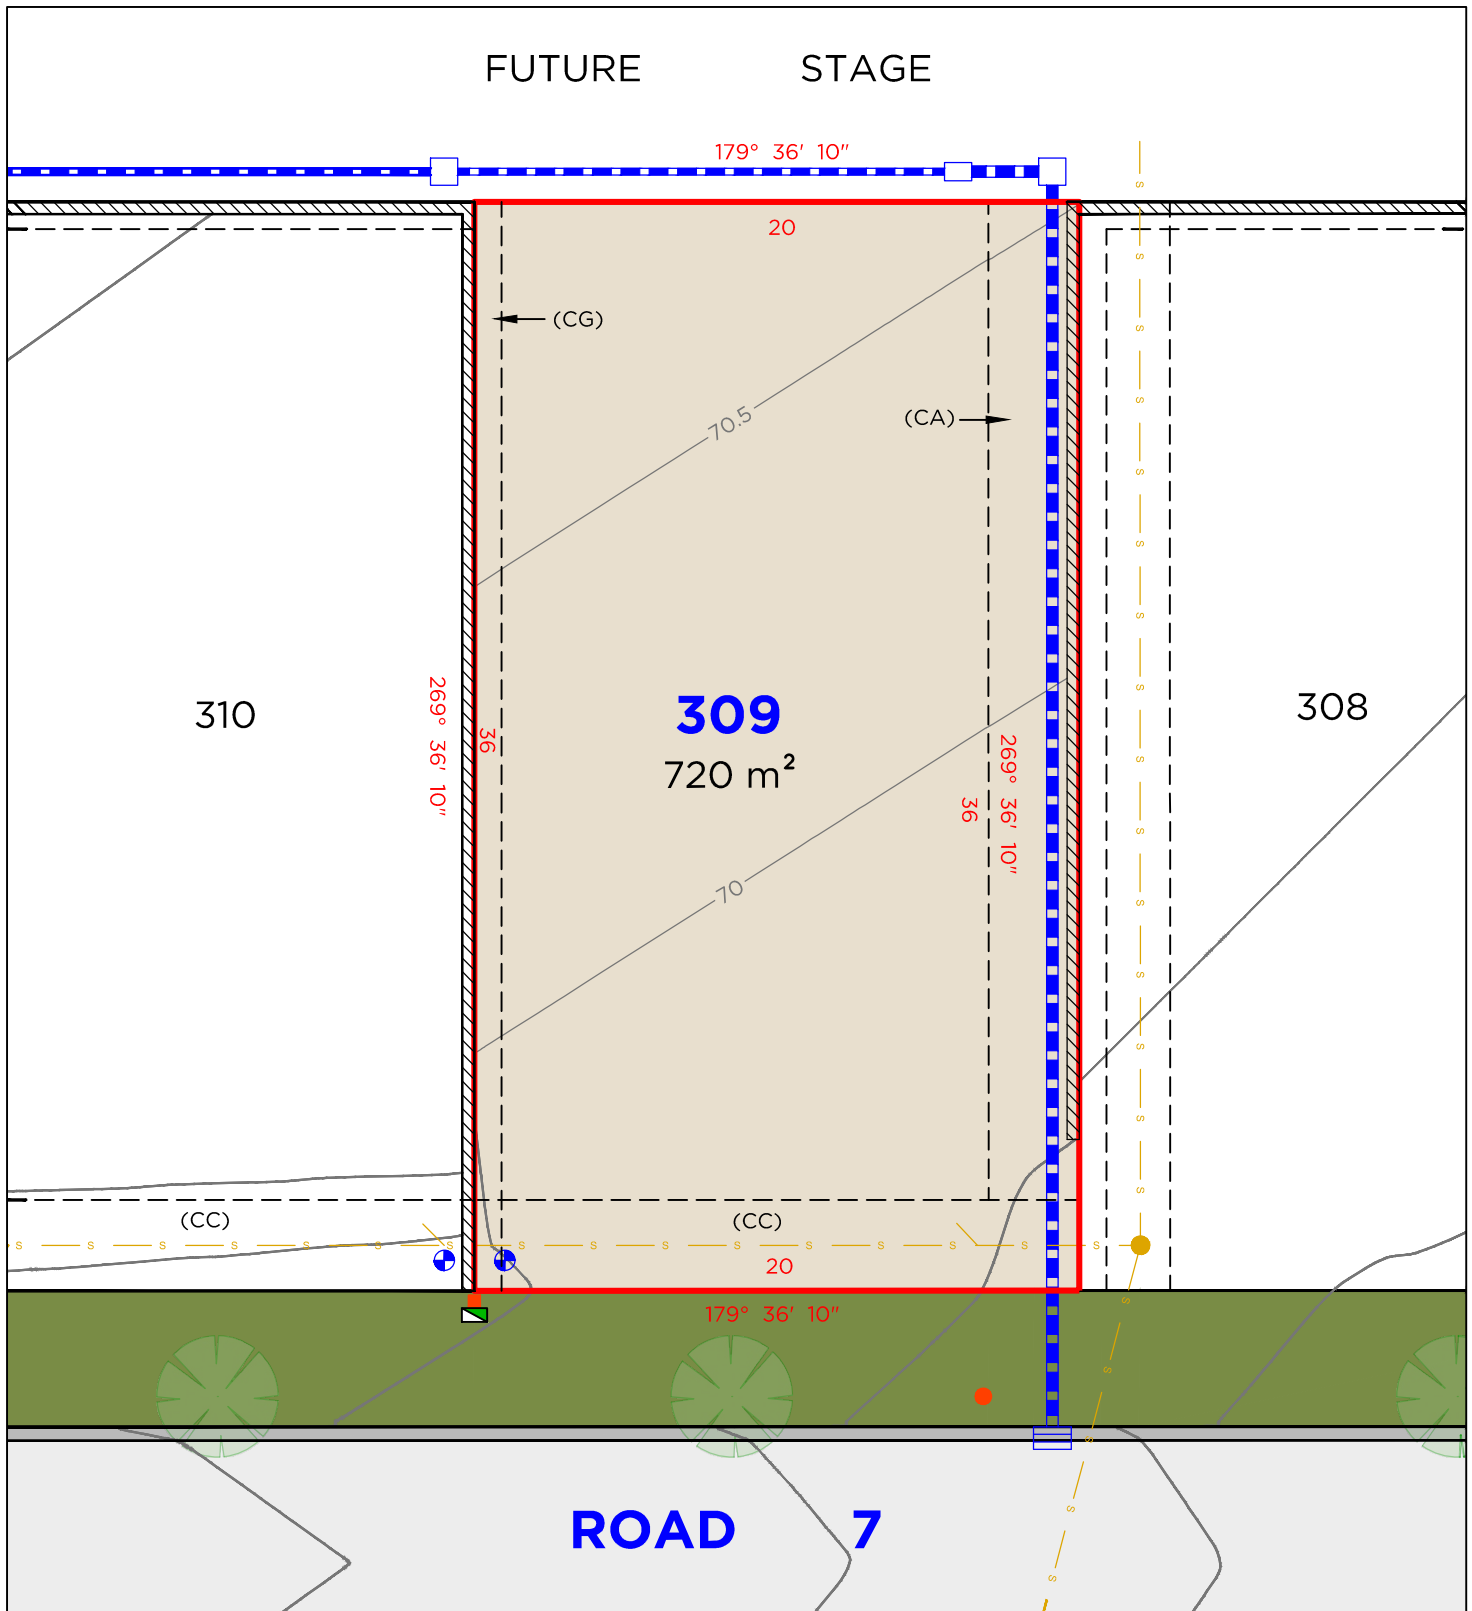 FUTURE STAGE
179° 36' 10"
20
(CG)
(CA)
70.5
269° 36' 10"
36
310
309
720 m²
308
269° 36' 10"
36
70
(CC)
(CC)
20
179° 36' 10"
ROAD 7
S S S S S S S S S S S S S S S
S S S S S S S S S S S S S S S S
S S S S S